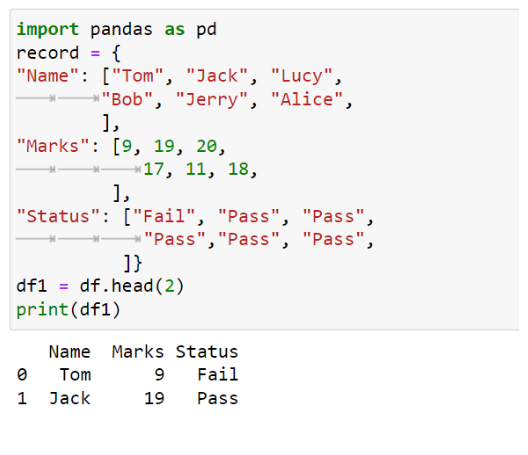 import pandas as pd
record = {
"Name": ["Tom", "Jack", "Lucy",
"Bob", "Jerry", "Alice",
],
"Marks": [9, 19, 20,
17, 11, 18,
],
"Status": ["Fail", "Pass", "Pass",
"Pass","Pass", "Pass",
]}
df1 = df.head(2)
print(df1)
Name Marks Status
0 Tom 9 Fail
1 Jack 19 Pass